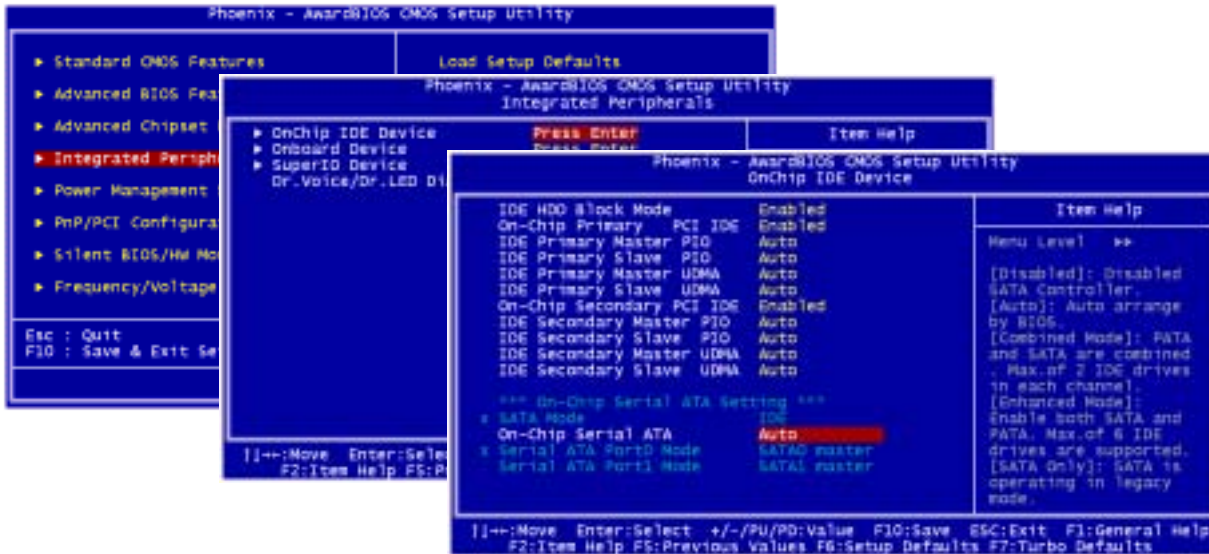 Phoenix - AwardBIOS CMOS Setup Utility
▶ Standard CMOS Features
Load Setup Defaults
▶ Advanced BIOS Fea
▶ Advanced Chipset
▶ Integrated Periph
▶ Power Management
▶ PnP/PCI Configura
▶ Silent BIOS/HW Mo
▶ Frequency/Voltage
Esc : Quit
F10 : Save & Exit Se
Phoenix - AwardBIOS CMOS Setup Utility
Integrated Peripherals
▶ OnChip IDE Device Press Enter
▶ Onboard Device Press Enter
▶ SuperIO Device
Dr.Voice/Dr.LED Di
Item Help
↑↓→←:Move Enter:Sele
F2:Item Help F5:P
Phoenix - AwardBIOS CMOS Setup Utility
OnChip IDE Device
IDE HDD Block Mode Enabled
On-Chip Primary PCI IDE Enabled
IDE Primary Master PIO Auto
IDE Primary Slave PIO Auto
IDE Primary Master UDMA Auto
IDE Primary Slave UDMA Auto
On-Chip Secondary PCI IDE Enabled
IDE Secondary Master PIO Auto
IDE Secondary Slave PIO Auto
IDE Secondary Master UDMA Auto
IDE Secondary Slave UDMA Auto
*** On-Chip Serial ATA Setting ***
x SATA Mode IDE
On-Chip Serial ATA Auto
x Serial ATA Port0 Mode SATA0 master
Serial ATA Port1 Mode SATA1 master
Item Help
Menu Level ▶▶
[Disabled]: Disabled
SATA Controller.
[Auto]: Auto arrange
by BIOS.
[Combined Mode]: PATA
and SATA are combined
. Max.of 2 IDE drives
in each channel.
[Enhanced Mode]:
Enable both SATA and
PATA. Max.of 6 IDE
drives are supported.
[SATA Only]: SATA is
operating in legacy
mode.
↑↓→←:Move Enter:Select +/-/PU/PD:Value F10:Save ESC:Exit F1:General Help
F2:Item Help F5:Previous Values F6:Setup Defaults F7:Turbo Defaults